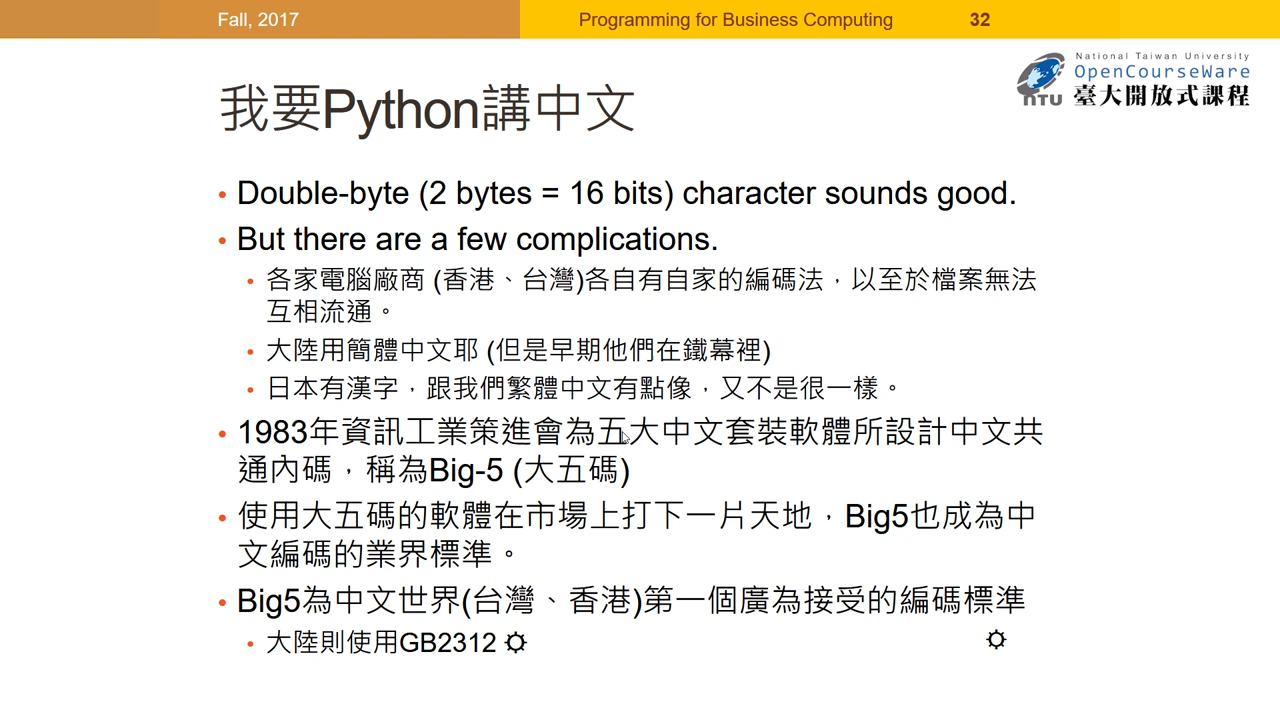 Fall, 2017
Programming for Business Computing
32
National Taiwan University
OpenCourseWare
NTU
臺大開放式課程
我要Python講中文
• Double-byte (2 bytes = 16 bits) character sounds good.
• But there are a few complications.
• 各家電腦廠商 (香港、台灣)各自有自家的編碼法，以至於檔案無法
互相流通。
• 大陸用簡體中文耶 (但是早期他們在鐵幕裡)
• 日本有漢字，跟我們繁體中文有點像，又不是很一樣。
• 1983年資訊工業策進會為五大中文套裝軟體所設計中文共
通內碼，稱為Big-5 (大五碼)
• 使用大五碼的軟體在市場上打下一片天地，Big5也成為中
文編碼的業界標準。
• Big5為中文世界(台灣、香港)第一個廣為接受的編碼標準
• 大陸則使用GB2312